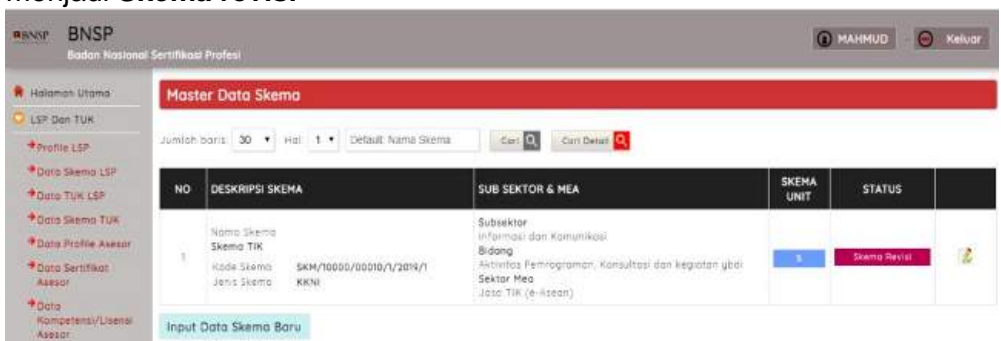 menjadi Skema revisi
BNSP BNSP
Badan Nasional Sertifikasi Profesi
MAHMUD
Keluar
Halaman Utama
LSP Dan TUK
Profile LSP
Data Skema LSP
Data TUK LSP
Data Skema TUK
Data Profile Asesor
Data Sertifikat
Asesor
Data
Kompetensi/Lisensi
Asesor
Master Data Skema
Jumlah baris: 30 Hal: 1 Default: Nama Skema Cari Cari Detail
NO DESKRIPSI SKEMA SUB SEKTOR & MEA SKEMA UNIT STATUS
1
Nama Skema
Skema TIK
Kode Skema SKM/10000/00010/1/2019/1
Jenis Skema KKNI
Subsektor
Informasi dan Komunikasi
Bidang
Aktivitas Pemrograman, Konsultasi dan kegiatan ybdi
Sektor Mea
Jasa TIK (e-Asean)
Skema Revisi
Input Data Skema Baru